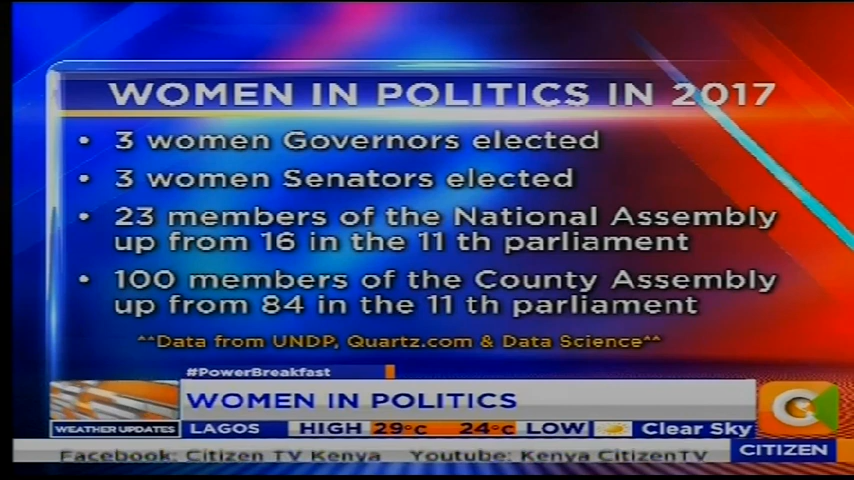 WOMEN IN POLITICS IN 2017
• 3 women Governors elected
• 3 women Senators elected
• 23 members of the National Assembly
up from 16 in the 11 th parliament
• 100 members of the County Assembly
up from 84 in the 11 th parliament
**Data from UNDP, Quartz.com & Data Science**
#PowerBreakfast
WOMEN IN POLITICS
WEATHER UPDATES LAGOS HIGH 29°c 24°c LOW Clear Sky
Facebook: Citizen TV Kenya Youtube: Kenya CitizenTV
CITIZEN